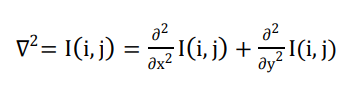 ∇²= I(i,j) = ∂²/∂x² I(i,j) + ∂²/∂y² I(i,j)